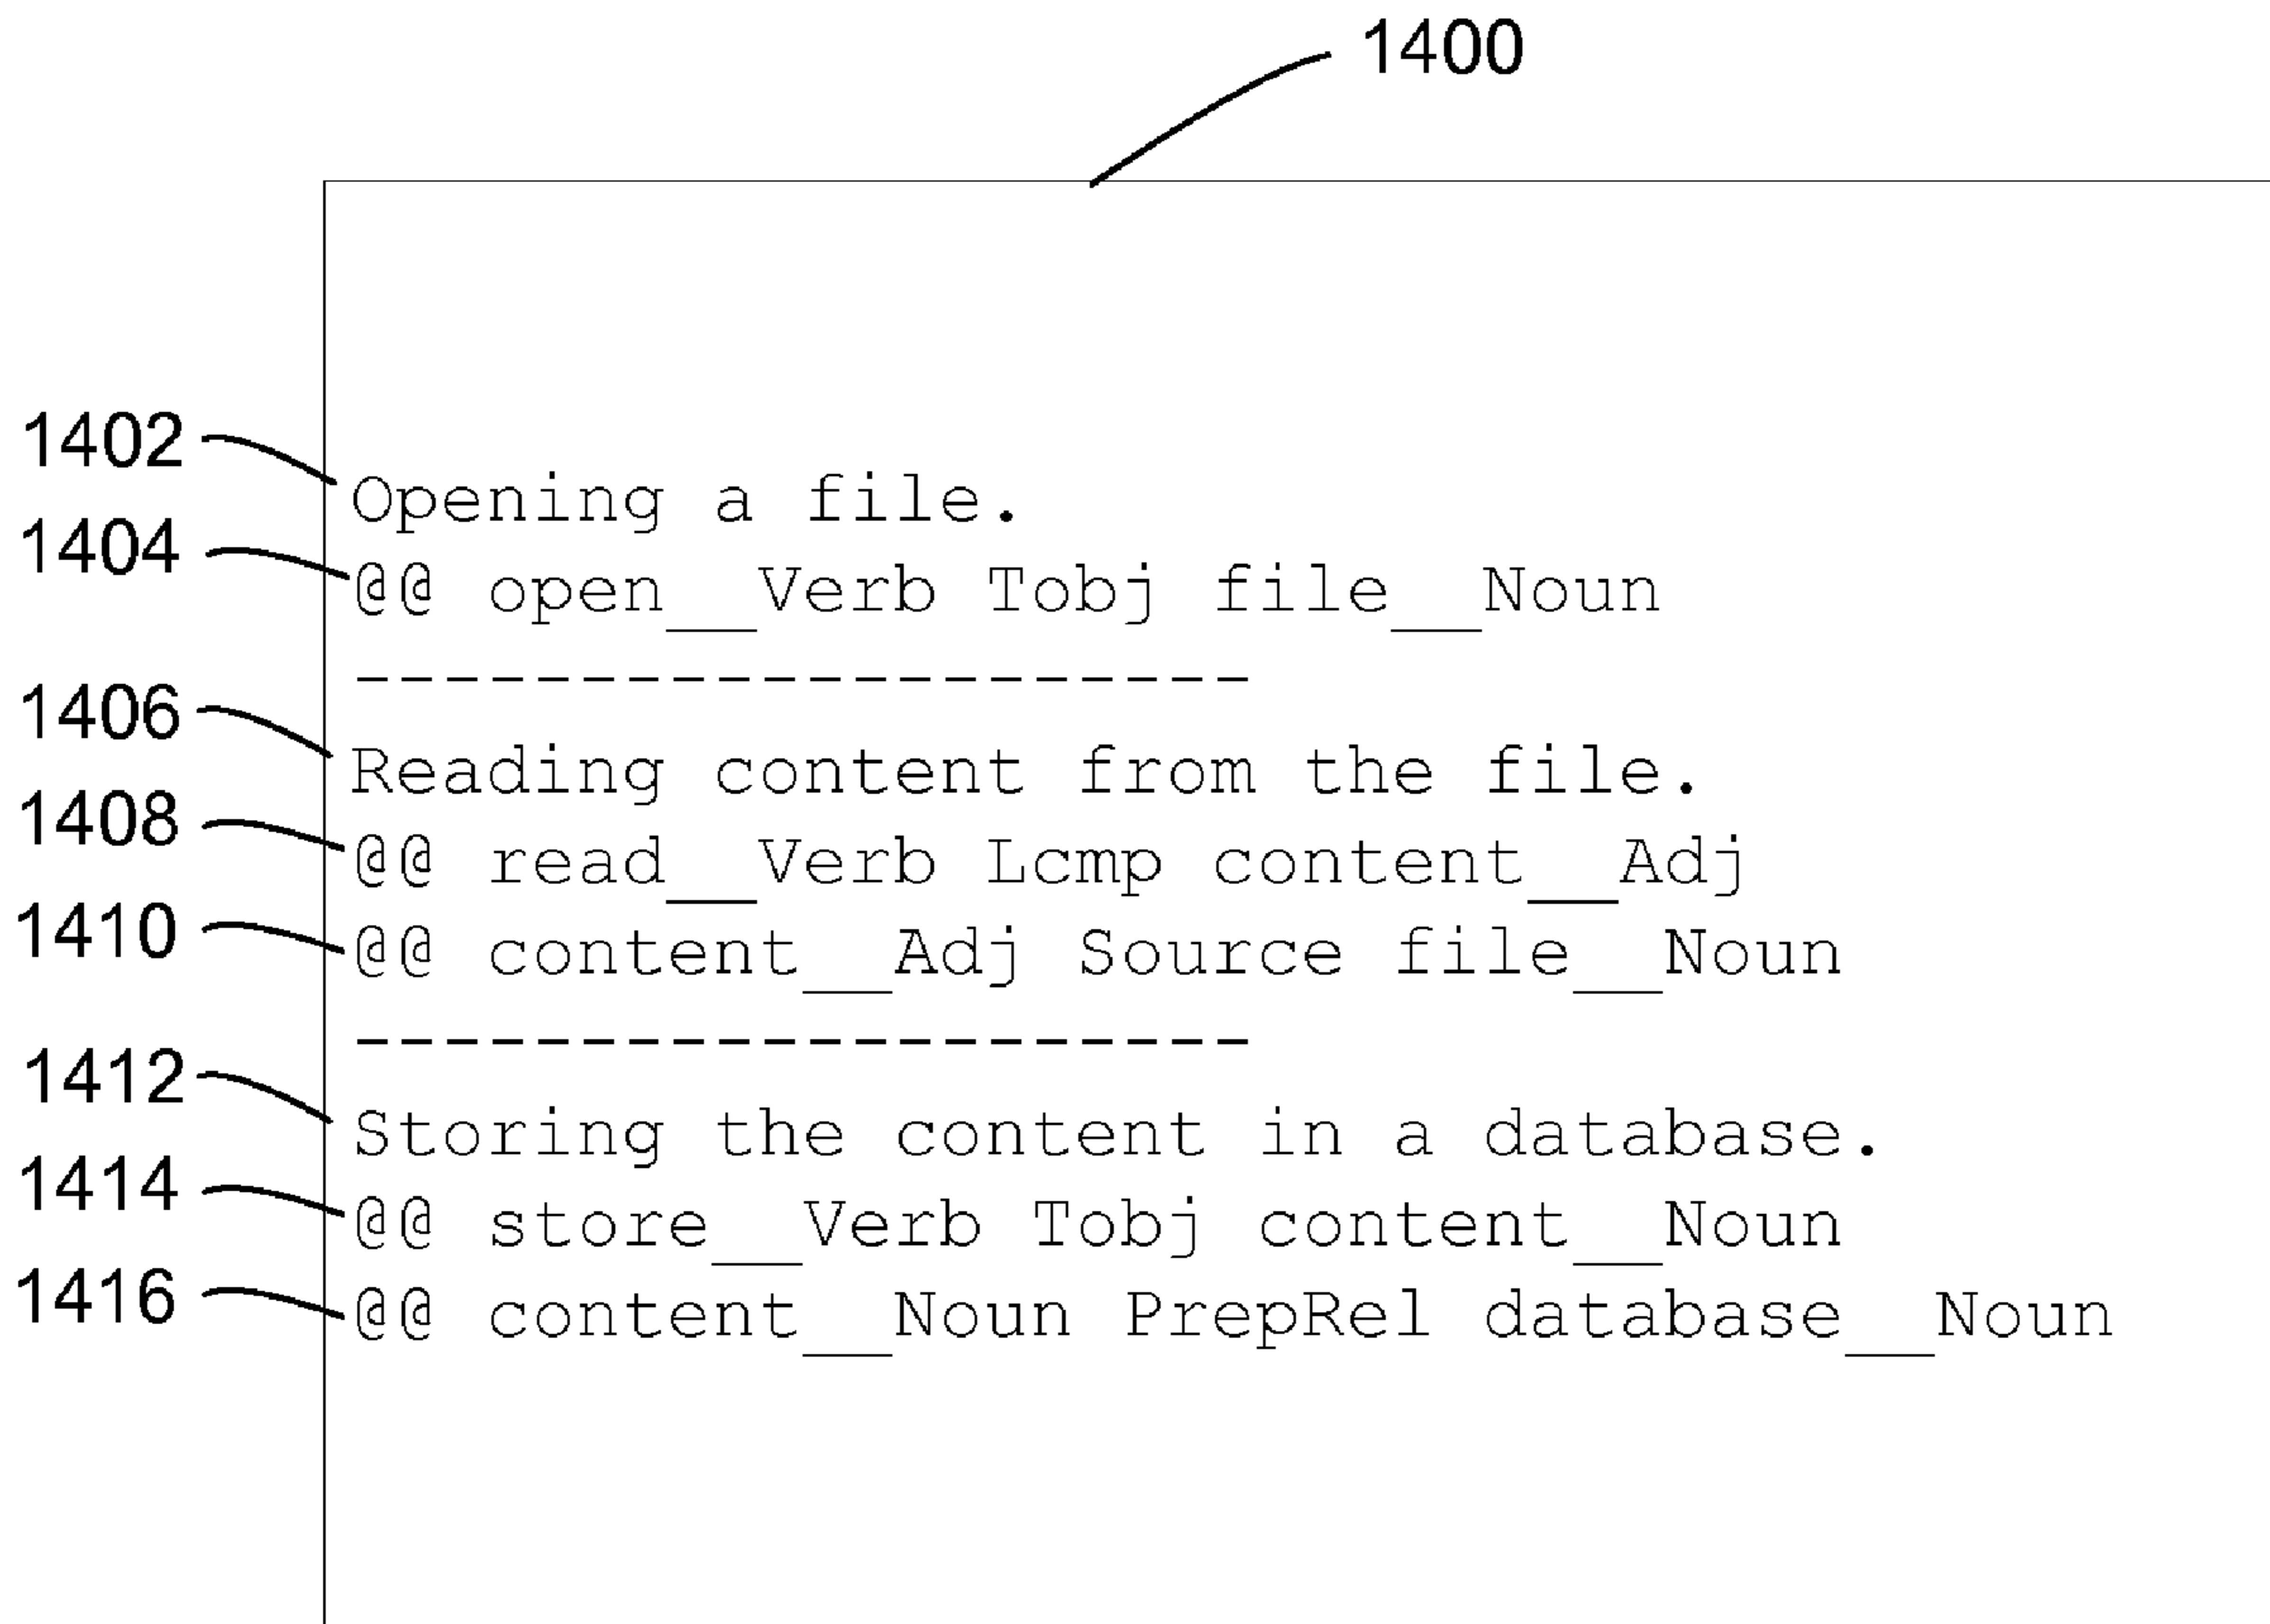 1400
1402
Opening a file.
1404
@@ open__Verb Tobj file__Noun
--------------------
1406
Reading content from the file.
1408
@@ read__Verb Lcmp content__Adj
1410
@@ content__Adj Source file__Noun
--------------------
1412
Storing the content in a database.
1414
@@ store__Verb Tobj content__Noun
1416
@@ content__Noun PrepRel database__Noun